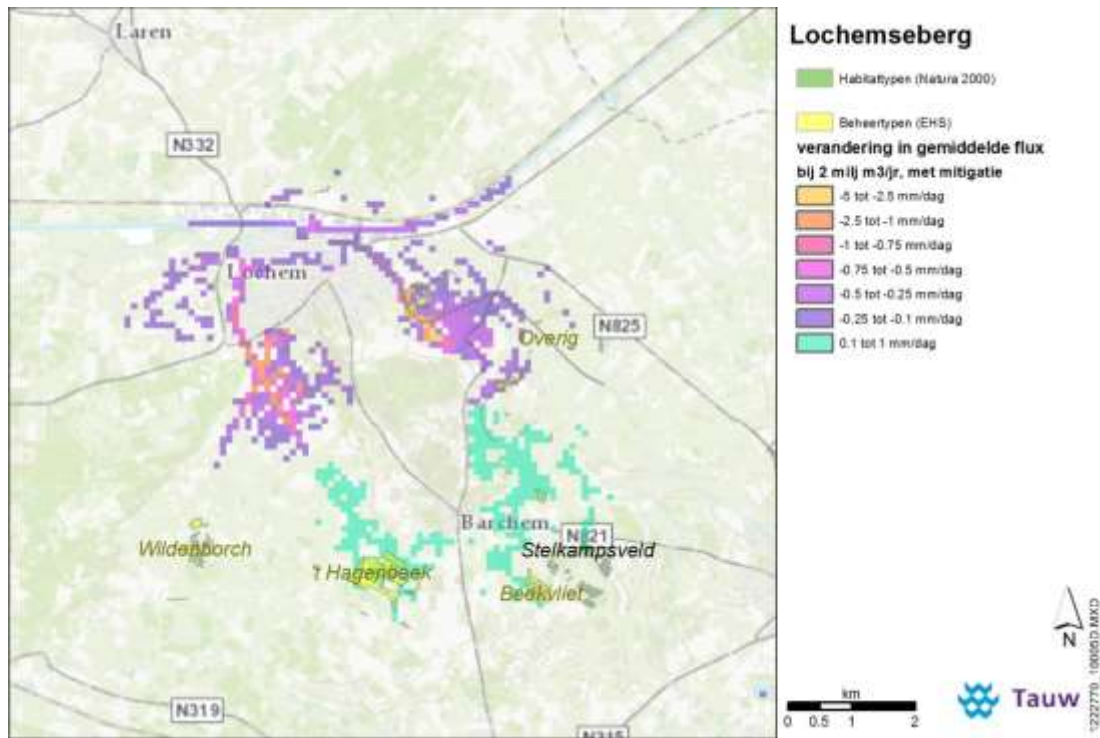 Laren
N332
Lochem
N825
Overig
Barchem
N821
Stelkampsveld
Wildenborch
't Hagenbeek
Beekvliet
N319
N315
Lochemseberg
Habitattypen (Natura 2000)
Beheertypen (EHS)
verandering in gemiddelde flux
bij 2 milj m3/jr, met mitigatie
-5 tot -2.5 mm/dag
-2.5 tot -1 mm/dag
-1 tot -0.75 mm/dag
-0.75 tot -0.5 mm/dag
-0.5 tot -0.25 mm/dag
-0.25 tot -0.1 mm/dag
0.1 tot 1 mm/dag
N
km
0 0.5 1 2
Tauw